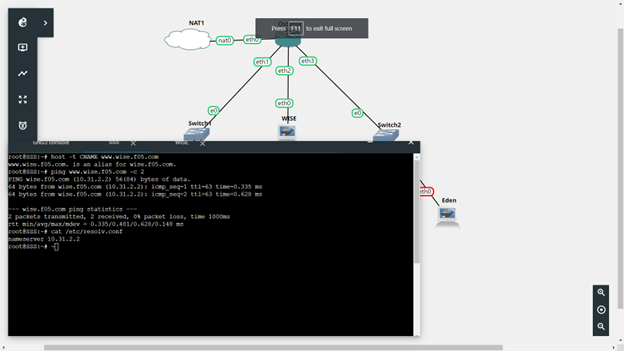 NAT1
Press F11 to exit full screen
nat0
eth0
eth1
eth2
eth3
eth0
e0
e0
Switch1
WISE
Switch2
eth0
Eden
GNS3 console
SSS
WISE
root@SSS:~# host -t CNAME www.wise.f05.com
www.wise.f05.com. is an alias for wise.f05.com.
root@SSS:~# ping www.wise.f05.com -c 2
PING wise.f05.com (10.31.2.2) 56(84) bytes of data.
64 bytes from wise.f05.com (10.31.2.2): icmp_seq=1 ttl=63 time=0.335 ms
64 bytes from wise.f05.com (10.31.2.2): icmp_seq=2 ttl=63 time=0.628 ms
--- wise.f05.com ping statistics ---
2 packets transmitted, 2 received, 0% packet loss, time 1000ms
rtt min/avg/max/mdev = 0.335/0.481/0.628/0.148 ms
root@SSS:~# cat /etc/resolv.conf
nameserver 10.31.2.2
root@SSS:~# ~